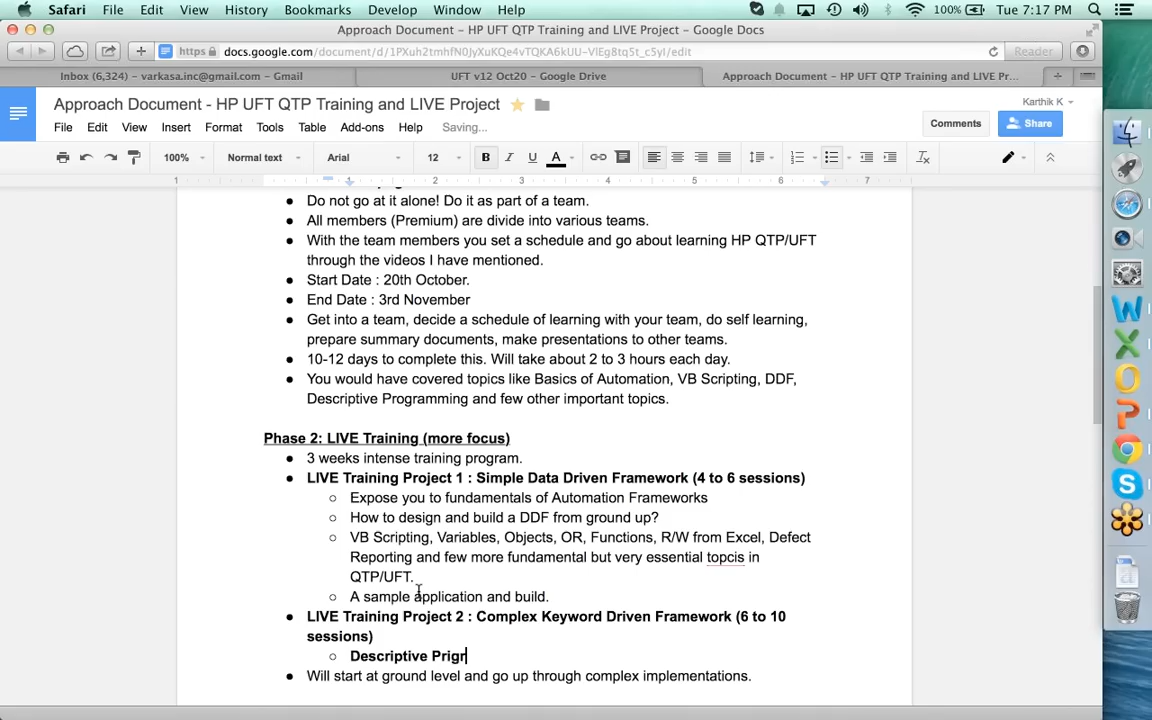 Safari File Edit View History Bookmarks Develop Window Help 100% Tue 7:17 PM
Approach Document - HP UFT QTP Training and LIVE Project - Google Docs
https docs.google.com/document/d/1PXuh2tmhfN0JyXuKQe4vTQKA6kUU-VIEg8tq5t_c5yI/edit Reader
Inbox (6,324) - varkasa.inc@gmail.com - Gmail UFT v12 Oct20 - Google Drive Approach Document - HP UFT QTP Training and LIVE Pr...
Approach Document - HP UFT QTP Training and LIVE Project Karthik K
File Edit View Insert Format Tools Table Add-ons Help Saving... Comments Share
100% Normal text Arial 12 B I U A
1 1 2 3 4 5 6 7
Do not go at it alone! Do it as part of a team.
All members (Premium) are divide into various teams.
With the team members you set a schedule and go about learning HP QTP/UFT
through the videos I have mentioned.
Start Date : 20th October.
End Date : 3rd November
Get into a team, decide a schedule of learning with your team, do self learning,
prepare summary documents, make presentations to other teams.
10-12 days to complete this. Will take about 2 to 3 hours each day.
You would have covered topics like Basics of Automation, VB Scripting, DDF,
Descriptive Programming and few other important topics.
Phase 2: LIVE Training (more focus)
3 weeks intense training program.
LIVE Training Project 1 : Simple Data Driven Framework (4 to 6 sessions)
Expose you to fundamentals of Automation Frameworks
How to design and build a DDF from ground up?
VB Scripting, Variables, Objects, OR, Functions, R/W from Excel, Defect
Reporting and few more fundamental but very essential topcis in
QTP/UFT.
A sample application and build.
LIVE Training Project 2 : Complex Keyword Driven Framework (6 to 10
sessions)
Descriptive Prigr
Will start at ground level and go up through complex implementations.